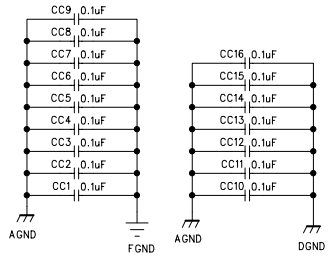 CC9 0.1uF
CC8 0.1uF
CC7 0.1uF
CC6 0.1uF
CC5 0.1uF
CC4 0.1uF
CC3 0.1uF
CC2 0.1uF
CC1 0.1uF
AGND
FGND
CC16 0.1uF
CC15 0.1uF
CC14 0.1uF
CC13 0.1uF
CC12 0.1uF
CC11 0.1uF
CC10 0.1uF
AGND
DGND